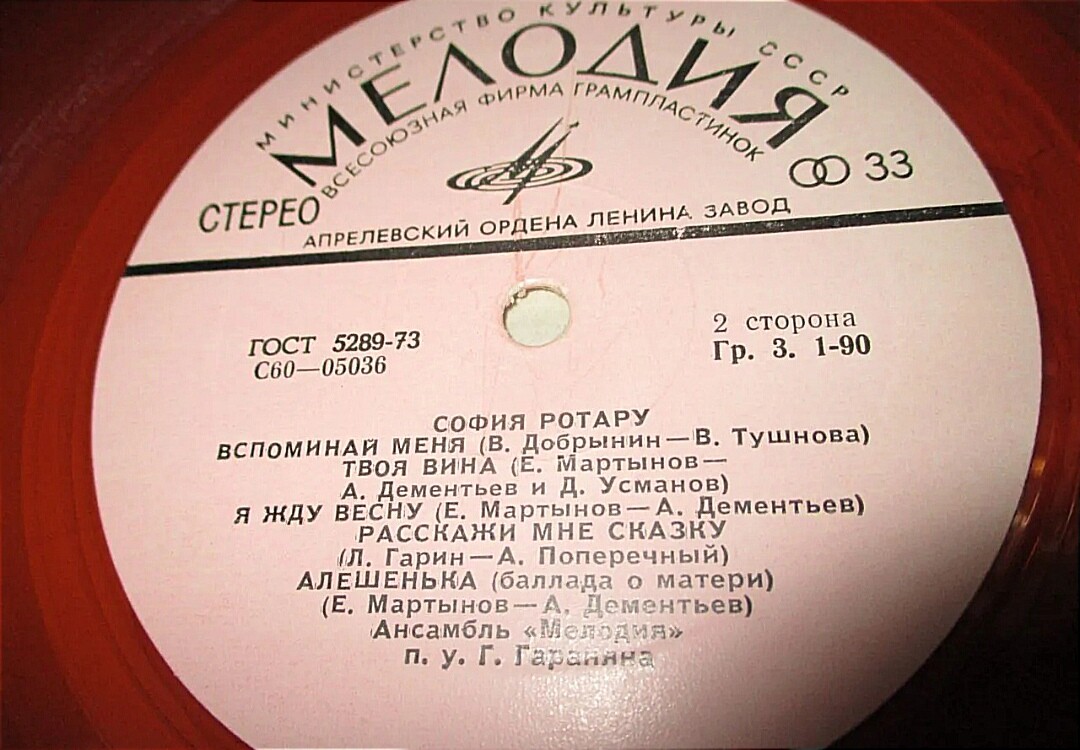 МИНИСТЕРСТВО КУЛЬТУРЫ СССР
МЕЛОДИЯ
ВСЕСОЮЗНАЯ ФИРМА ГРАМПЛАСТИНОК
СТЕРЕО
33
АПРЕЛЕВСКИЙ ОРДЕНА ЛЕНИНА ЗАВОД
ГОСТ 5289-73
С60—05036
2 сторона
Гр. 3. 1-90
СОФИЯ РОТАРУ
ВСПОМИНАЙ МЕНЯ (В. Добрынин—В. Тушнова)
ТВОЯ ВИНА (Е. Мартынов—
А. Дементьев и Д. Усманов)
Я ЖДУ ВЕСНУ (Е. Мартынов—А. Дементьев)
РАССКАЖИ МНЕ СКАЗКУ
(Л. Гарин—А. Поперечный)
АЛЕШЕНЬКА (баллада о матери)
(Е. Мартынов—А. Дементьев)
Ансамбль «Мелодия»
п. у. Г. Гараняна